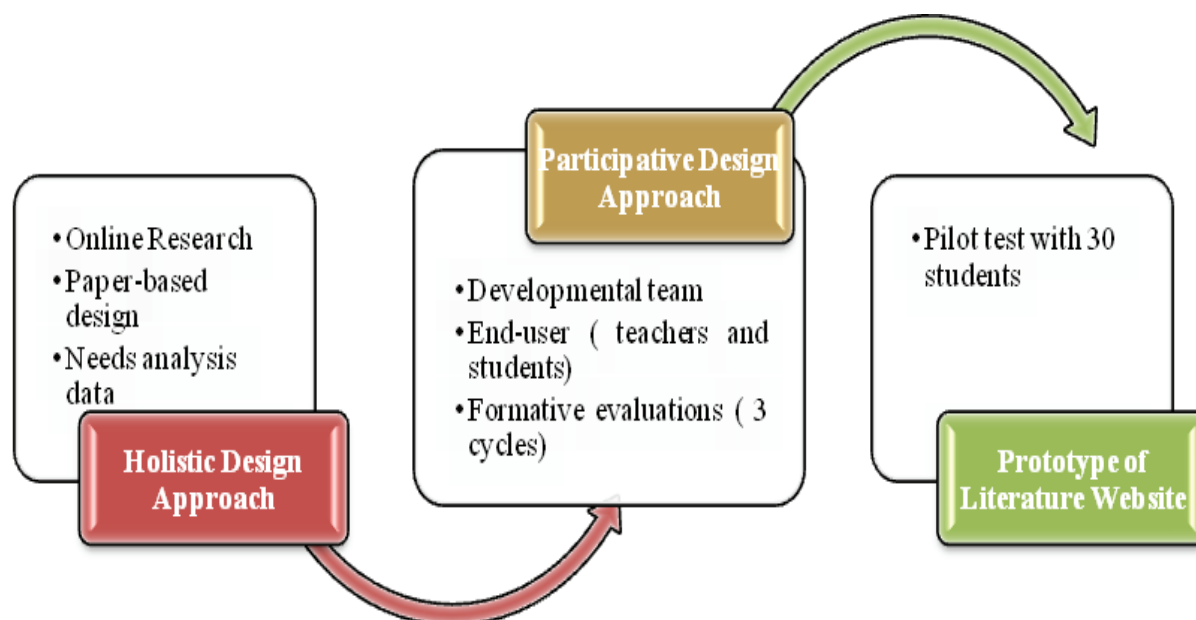 • Online Research
• Paper-based
design
• Needs analysis
data
Holistic Design
Approach
Participative Design
Approach
• Developmental team
• End-user ( teachers and
students)
• Formative evaluations ( 3
cycles)
• Pilot test with 30
students
Prototype of
Literature Website